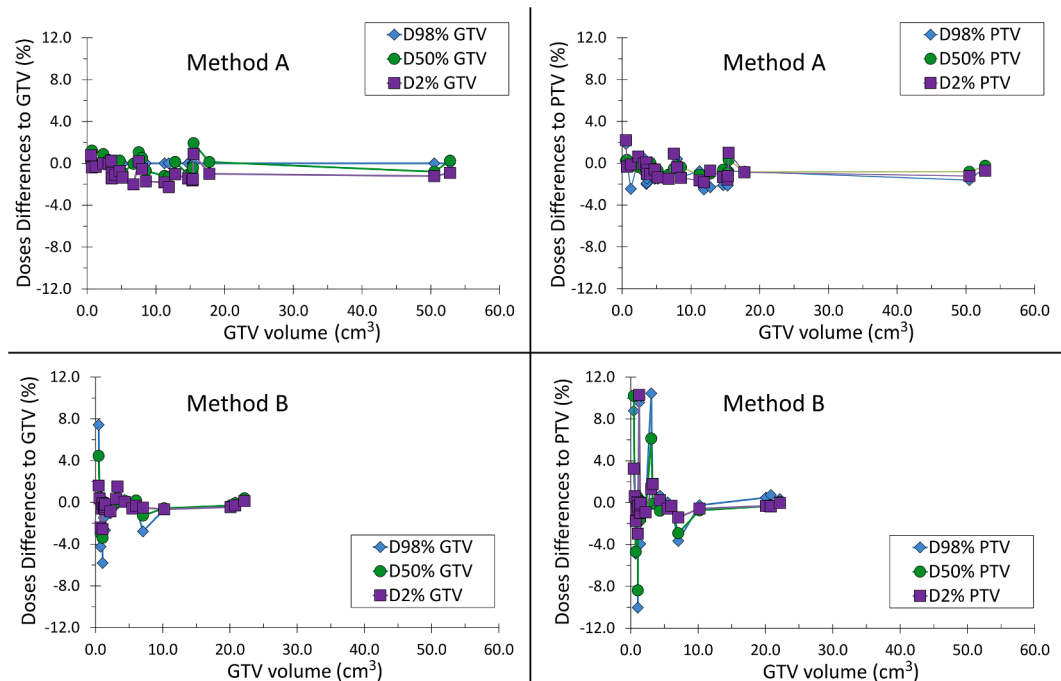 12.0
8.0
4.0
0.0
-4.0
-8.0
-12.0
Doses Differences to GTV (%)
Method A
D98% GTV
D50% GTV
D2% GTV
0.0 10.0 20.0 30.0 40.0 50.0 60.0
GTV volume (cm3)
12.0
8.0
4.0
0.0
-4.0
-8.0
-12.0
Doses Differences to PTV (%)
Method A
D98% PTV
D50% PTV
D2% PTV
0.0 10.0 20.0 30.0 40.0 50.0 60.0
GTV volume (cm3)
12.0
8.0
4.0
0.0
-4.0
-8.0
-12.0
Doses Differences to GTV (%)
Method B
D98% GTV
D50% GTV
D2% GTV
0.0 10.0 20.0 30.0 40.0 50.0 60.0
GTV volume (cm3)
12.0
8.0
4.0
0.0
-4.0
-8.0
-12.0
Doses Differences to PTV (%)
Method B
D98% PTV
D50% PTV
D2% PTV
0.0 10.0 20.0 30.0 40.0 50.0 60.0
GTV volume (cm3)